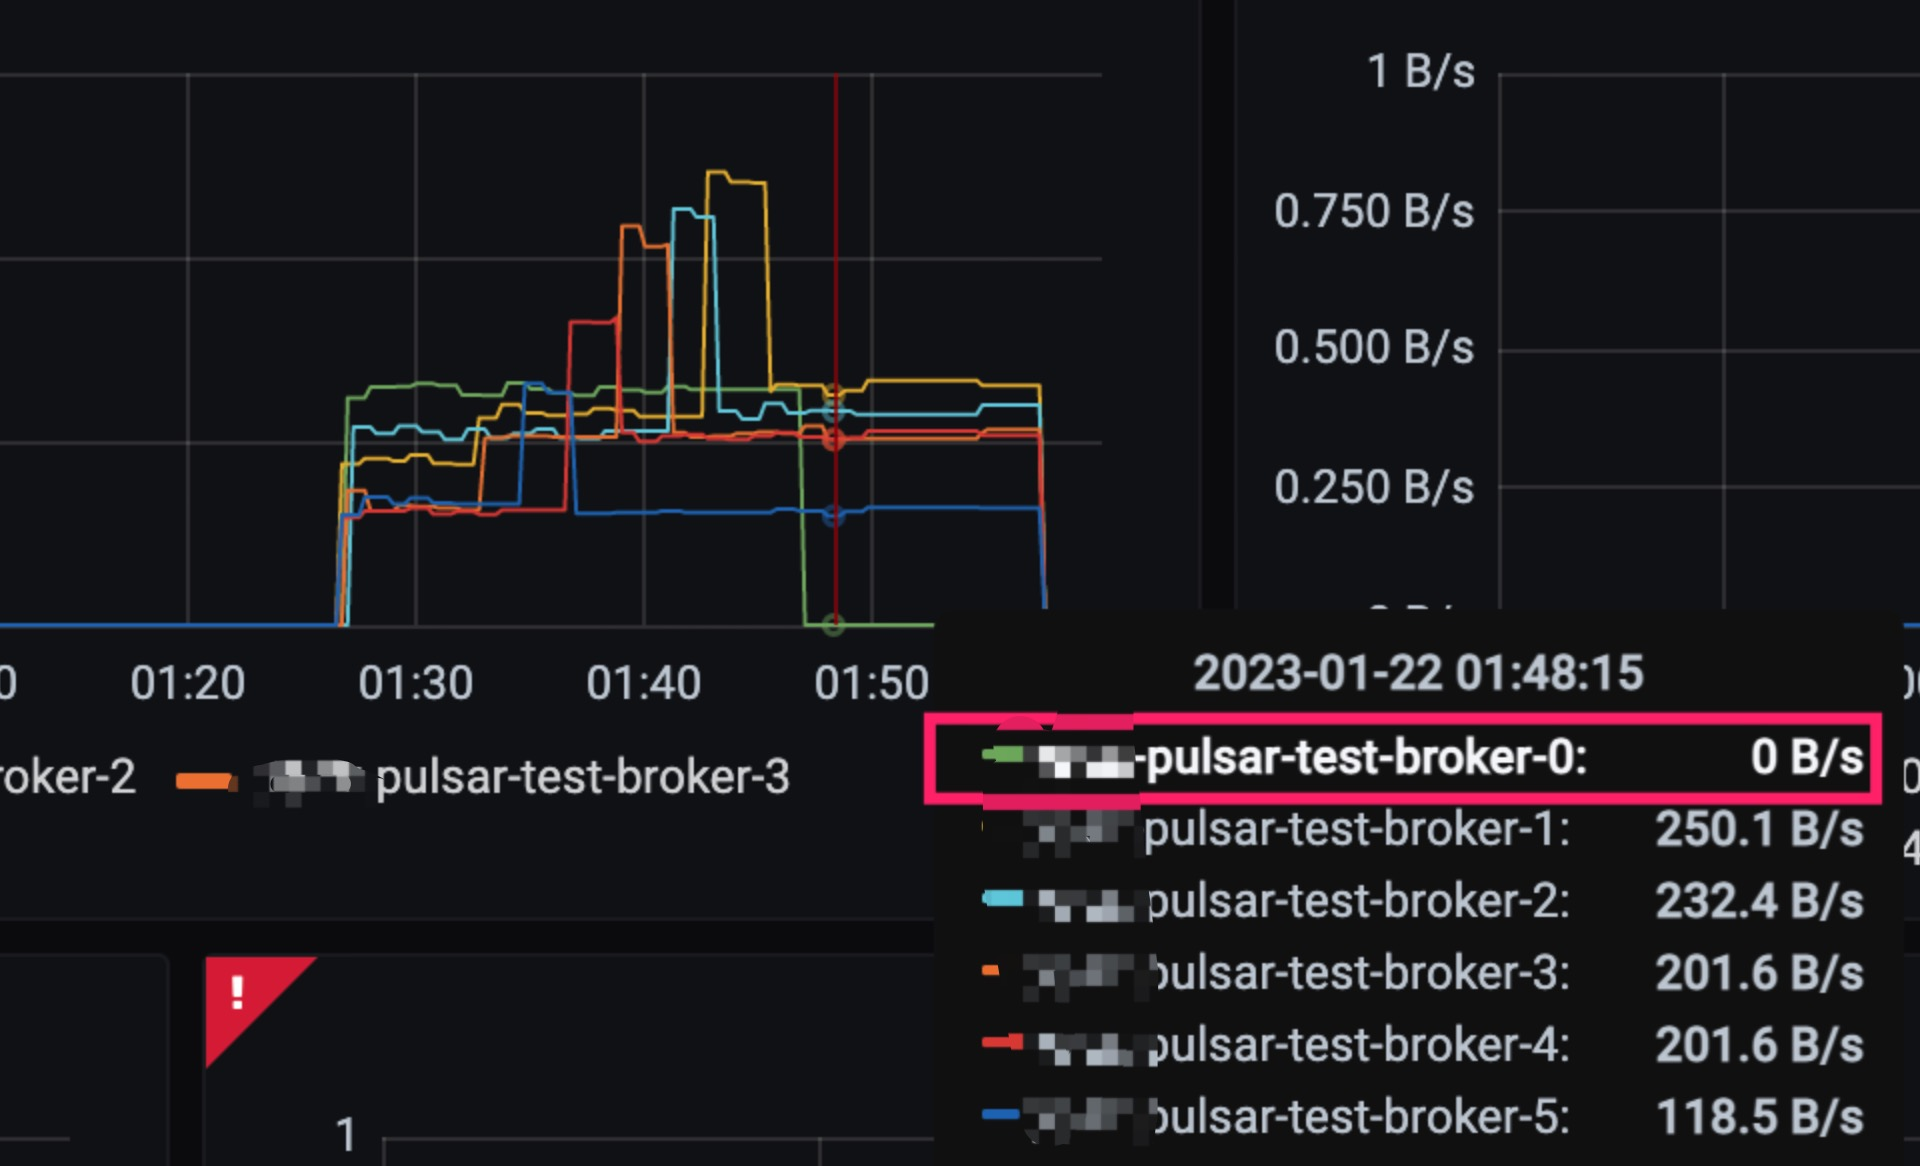 1 B/s
0.750 B/s
0.500 B/s
0.250 B/s
01:20 01:30 01:40 01:50
2023-01-22 01:48:15
roker-2 pulsar-test-broker-3
-pulsar-test-broker-0: 0 B/s
pulsar-test-broker-1: 250.1 B/s
pulsar-test-broker-2: 232.4 B/s
pulsar-test-broker-3: 201.6 B/s
pulsar-test-broker-4: 201.6 B/s
pulsar-test-broker-5: 118.5 B/s
!
1